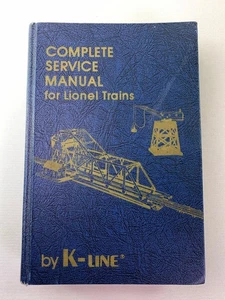 COMPLETE
SERVICE
MANUAL
for Lionel Trains
by K-LINE®